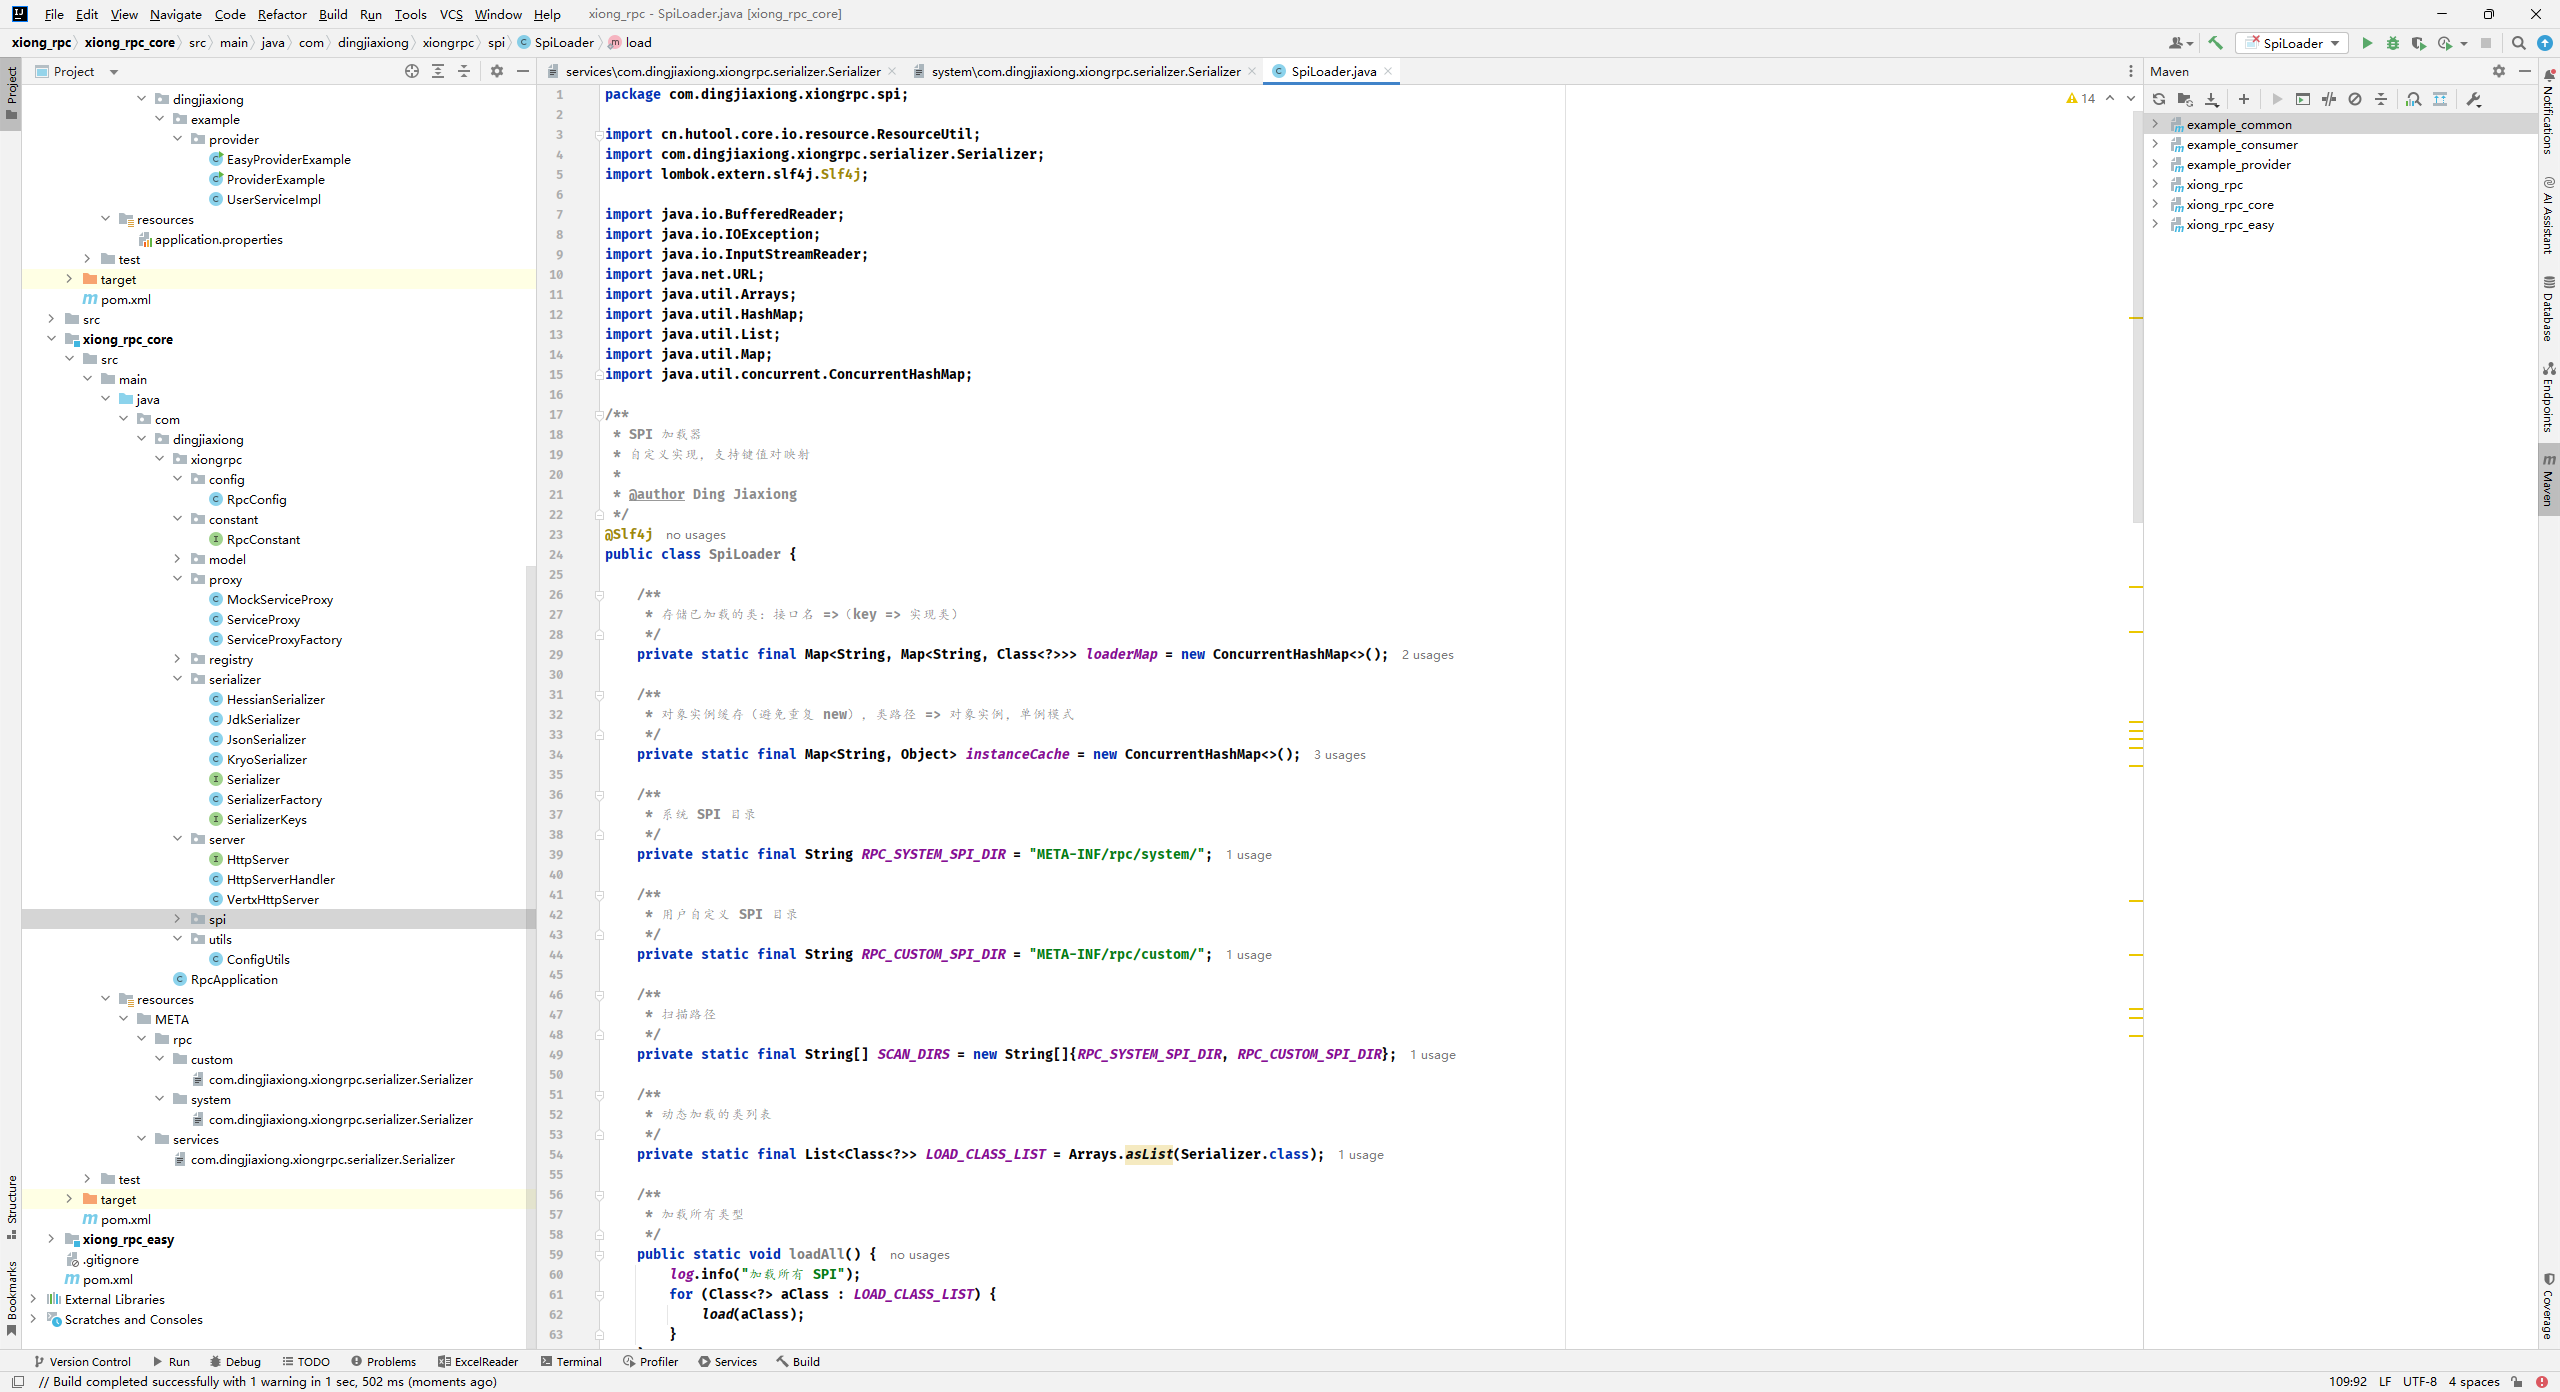 File Edit View Navigate Code Refactor Build Run Tools VCS Window Help xiong_rpc - SpiLoader.java [xiong_rpc_core]
xiong_rpc xiong_rpc_core src main java com dingjiaxiong xiongrpc spi SpiLoader load
SpiLoader
Project
services\com.dingjiaxiong.xiongrpc.serializer.Serializer
system\com.dingjiaxiong.xiongrpc.serializer.Serializer
SpiLoader.java
Maven
Project
Structure
Bookmarks
dingjiaxiong
example
provider
EasyProviderExample
ProviderExample
UserServiceImpl
resources
application.properties
test
target
pom.xml
src
xiong_rpc_core
src
main
java
com
dingjiaxiong
xiongrpc
config
RpcConfig
constant
RpcConstant
model
proxy
MockServiceProxy
ServiceProxy
ServiceProxyFactory
registry
serializer
HessianSerializer
JdkSerializer
JsonSerializer
KryoSerializer
Serializer
SerializerFactory
SerializerKeys
server
HttpServer
HttpServerHandler
VertxHttpServer
spi
utils
ConfigUtils
RpcApplication
resources
META
rpc
custom
com.dingjiaxiong.xiongrpc.serializer.Serializer
system
com.dingjiaxiong.xiongrpc.serializer.Serializer
services
com.dingjiaxiong.xiongrpc.serializer.Serializer
test
target
pom.xml
xiong_rpc_easy
.gitignore
pom.xml
External Libraries
Scratches and Consoles
14
1 package com.dingjiaxiong.xiongrpc.spi;
2
3 import cn.hutool.core.io.resource.ResourceUtil;
4 import com.dingjiaxiong.xiongrpc.serializer.Serializer;
5 import lombok.extern.slf4j.Slf4j;
6
7 import java.io.BufferedReader;
8 import java.io.IOException;
9 import java.io.InputStreamReader;
10 import java.net.URL;
11 import java.util.Arrays;
12 import java.util.HashMap;
13 import java.util.List;
14 import java.util.Map;
15 import java.util.concurrent.ConcurrentHashMap;
16
17 /**
18 * SPI 加载器
19 * 自定义实现，支持键值对映射
20 *
21 * @author Ding Jiaxiong
22 */
23 @Slf4j no usages
24 public class SpiLoader {
25
26 /**
27 * 存储已加载的类：接口名 =>（key => 实现类）
28 */
29 private static final Map<String, Map<String, Class<?>>> loaderMap = new ConcurrentHashMap<>(); 2 usages
30
31 /**
32 * 对象实例缓存（避免重复 new），类路径 => 对象实例，单例模式
33 */
34 private static final Map<String, Object> instanceCache = new ConcurrentHashMap<>(); 3 usages
35
36 /**
37 * 系统 SPI 目录
38 */
39 private static final String RPC_SYSTEM_SPI_DIR = "META-INF/rpc/system/"; 1 usage
40
41 /**
42 * 用户自定义 SPI 目录
43 */
44 private static final String RPC_CUSTOM_SPI_DIR = "META-INF/rpc/custom/"; 1 usage
45
46 /**
47 * 扫描路径
48 */
49 private static final String[] SCAN_DIRS = new String[]{RPC_SYSTEM_SPI_DIR, RPC_CUSTOM_SPI_DIR}; 1 usage
50
51 /**
52 * 动态加载的类列表
53 */
54 private static final List<Class<?>> LOAD_CLASS_LIST = Arrays.asList(Serializer.class); 1 usage
55
56 /**
57 * 加载所有类型
58 */
59 public static void loadAll() { no usages
60 log.info("加载所有 SPI");
61 for (Class<?> aClass : LOAD_CLASS_LIST) {
62 load(aClass);
63 }
example_common
example_consumer
example_provider
xiong_rpc
xiong_rpc_core
xiong_rpc_easy
Notifications
AI Assistant
Database
Endpoints
Maven
Coverage
Version Control Run Debug TODO Problems ExcelReader Terminal Profiler Services Build
// Build completed successfully with 1 warning in 1 sec, 502 ms (moments ago)
109:92 LF UTF-8 4 spaces